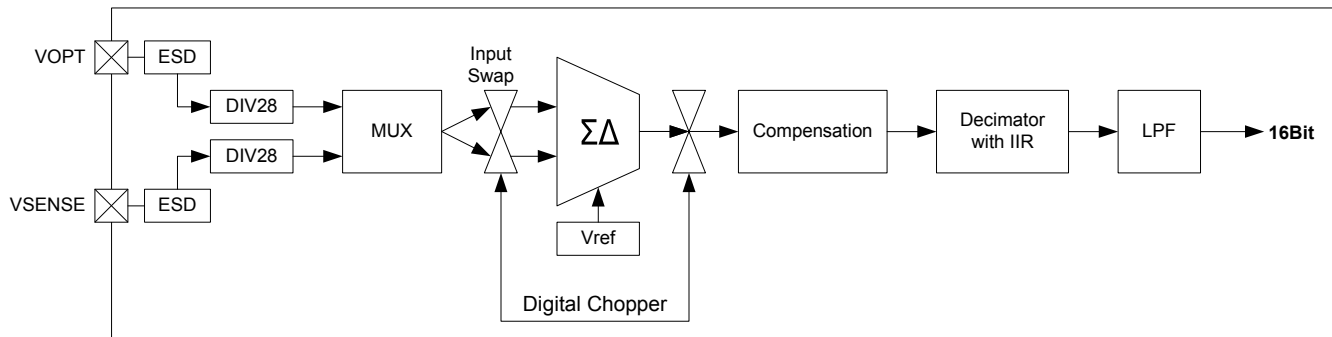 VOPT
ESD
DIV28
DIV28
VSENSE
ESD
MUX
Input
Swap
ΣΔ
Vref
Digital Chopper
Compensation
Decimator
with IIR
LPF
16Bit